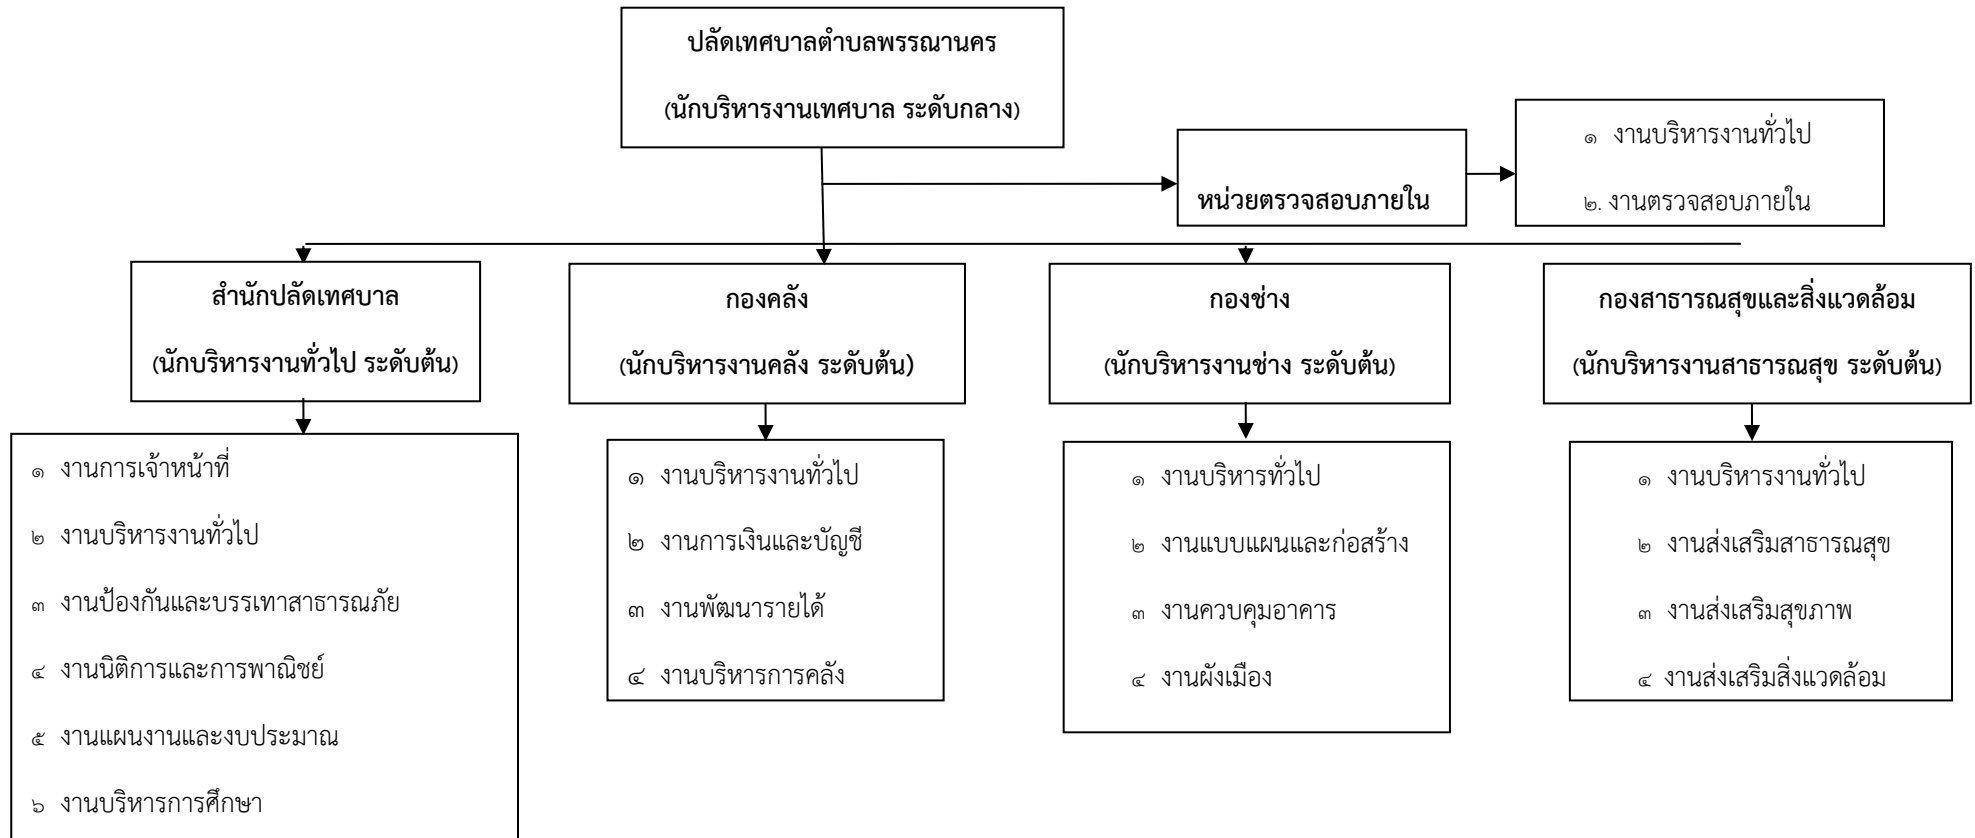 ปลัดเทศบาลตำบลพรรณานคร
(นักบริหารงานเทศบาล ระดับกลาง)
หน่วยตรวจสอบภายใน
๑ งานบริหารงานทั่วไป
๒. งานตรวจสอบภายใน
สำนักปลัดเทศบาล
(นักบริหารงานทั่วไป ระดับต้น)
๑ งานการเจ้าหน้าที่
๒ งานบริหารงานทั่วไป
๓ งานป้องกันและบรรเทาสาธารณภัย
๔ งานนิติการและการพาณิชย์
๕ งานแผนงานและงบประมาณ
๖ งานบริหารการศึกษา
กองคลัง
(นักบริหารงานคลัง ระดับต้น)
๑ งานบริหารงานทั่วไป
๒ งานการเงินและบัญชี
๓ งานพัฒนารายได้
๔ งานบริหารการคลัง
กองช่าง
(นักบริหารงานช่าง ระดับต้น)
๑ งานบริหารทั่วไป
๒ งานแบบแผนและก่อสร้าง
๓ งานควบคุมอาคาร
๔ งานผังเมือง
กองสาธารณสุขและสิ่งแวดล้อม
(นักบริหารงานสาธารณสุข ระดับต้น)
๑ งานบริหารงานทั่วไป
๒ งานส่งเสริมสาธารณสุข
๓ งานส่งเสริมสุขภาพ
๔ งานส่งเสริมสิ่งแวดล้อม